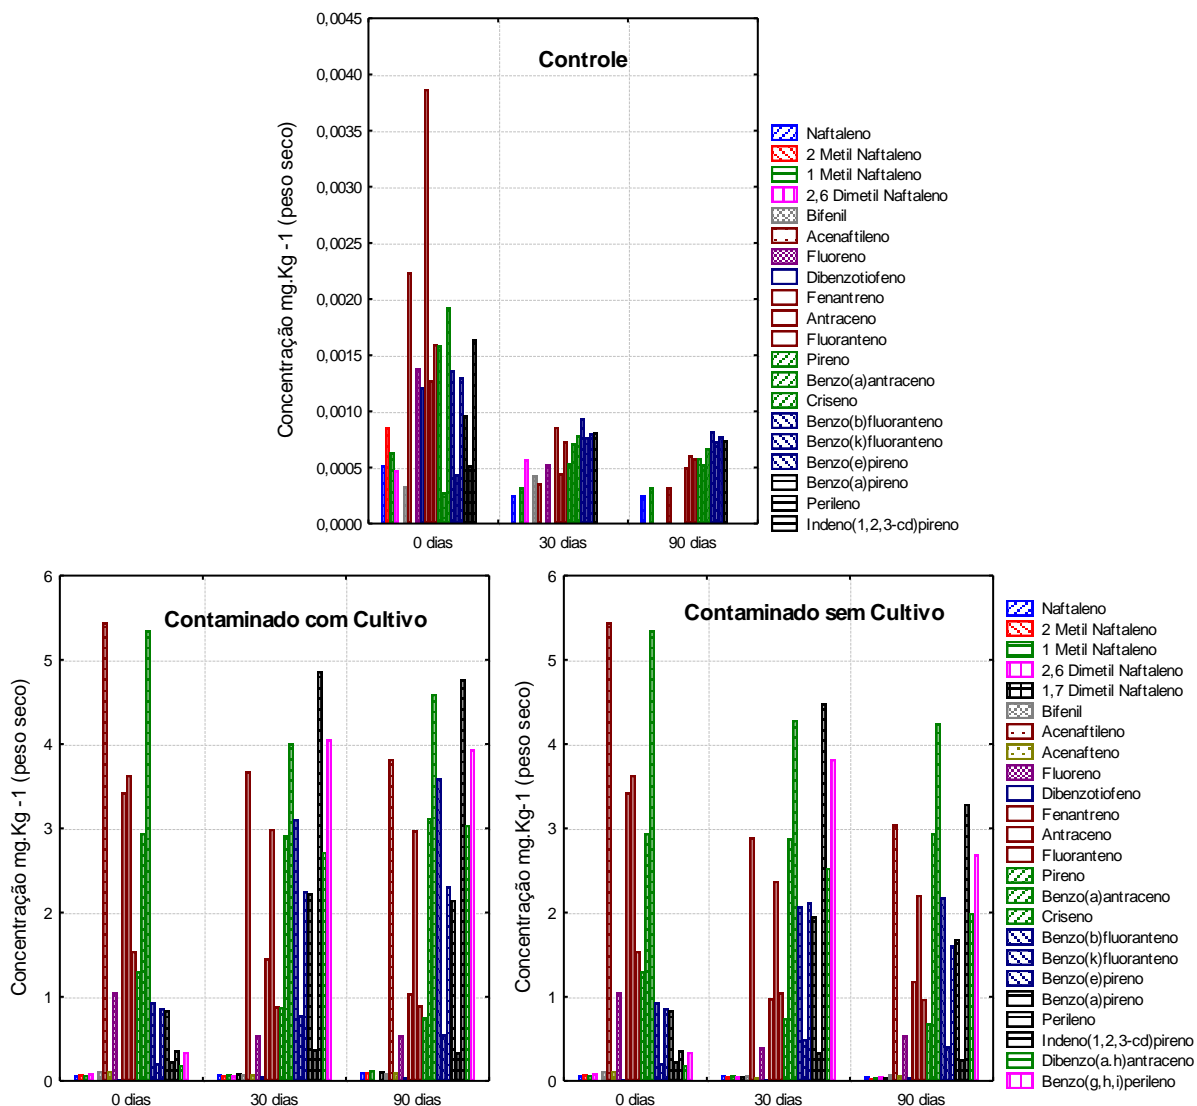 Controle
Concentração mg.Kg -1 (peso seco)
0,0045
0,0040
0,0035
0,0030
0,0025
0,0020
0,0015
0,0010
0,0005
0,0000
0 dias
30 dias
90 dias
Naftaleno
2 Metil Naftaleno
1 Metil Naftaleno
2,6 Dimetil Naftaleno
Bifenil
Acenaftileno
Fluoreno
Dibenzotiofeno
Fenantreno
Antraceno
Fluoranteno
Pireno
Benzo(a)antraceno
Criseno
Benzo(b)fluoranteno
Benzo(k)fluoranteno
Benzo(e)pireno
Benzo(a)pireno
Perileno
Indeno(1,2,3-cd)pireno
Contaminado com Cultivo
Concentração mg.Kg -1 (peso seco)
6
5
4
3
2
1
0
0 dias
30 dias
90 dias
Contaminado sem Cultivo
Concentração mg.Kg-1 (peso seco)
6
5
4
3
2
1
0
0 dias
30 dias
90 dias
Naftaleno
2 Metil Naftaleno
1 Metil Naftaleno
2,6 Dimetil Naftaleno
1,7 Dimetil Naftaleno
Bifenil
Acenaftileno
Acenafteno
Fluoreno
Dibenzotiofeno
Fenantreno
Antraceno
Fluoranteno
Pireno
Benzo(a)antraceno
Criseno
Benzo(b)fluoranteno
Benzo(k)fluoranteno
Benzo(e)pireno
Benzo(a)pireno
Perileno
Indeno(1,2,3-cd)pireno
Dibenzo(a.h)antraceno
Benzo(g,h,i)perileno